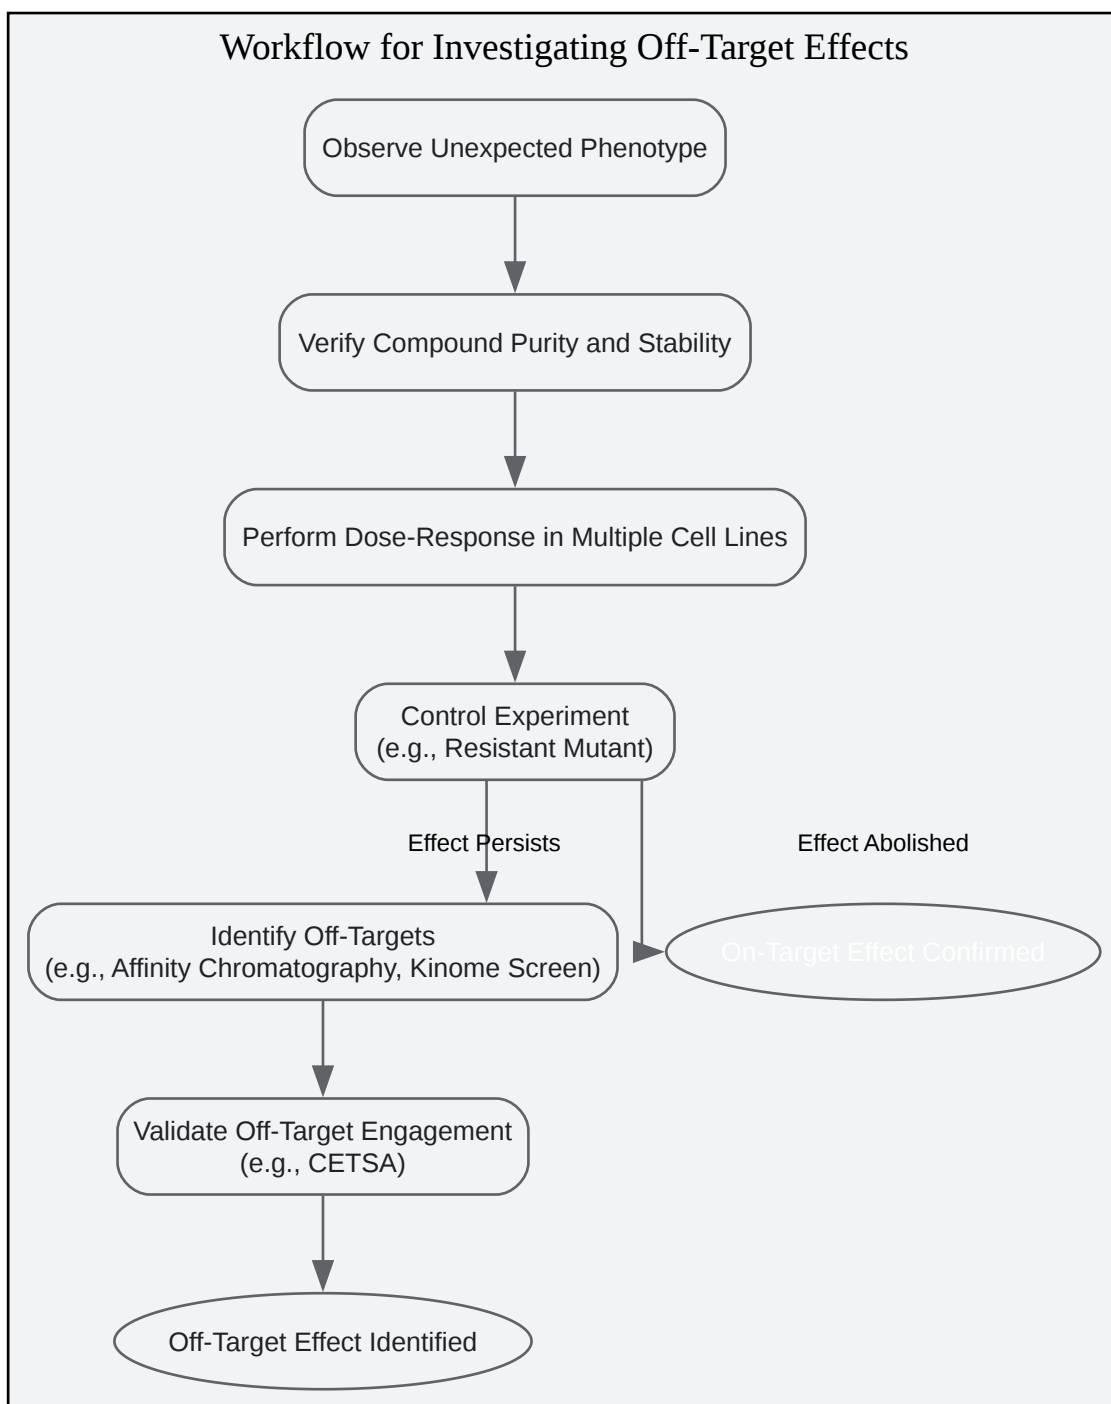 Workflow for Investigating Off-Target Effects
Observe Unexpected Phenotype
Verify Compound Purity and Stability
Perform Dose-Response in Multiple Cell Lines
Control Experiment
(e.g., Resistant Mutant)
Effect Persists
Effect Abolished
Identify Off-Targets
(e.g., Affinity Chromatography, Kinome Screen)
On-Target Effect Confirmed
Validate Off-Target Engagement
(e.g., CETSA)
Off-Target Effect Identified